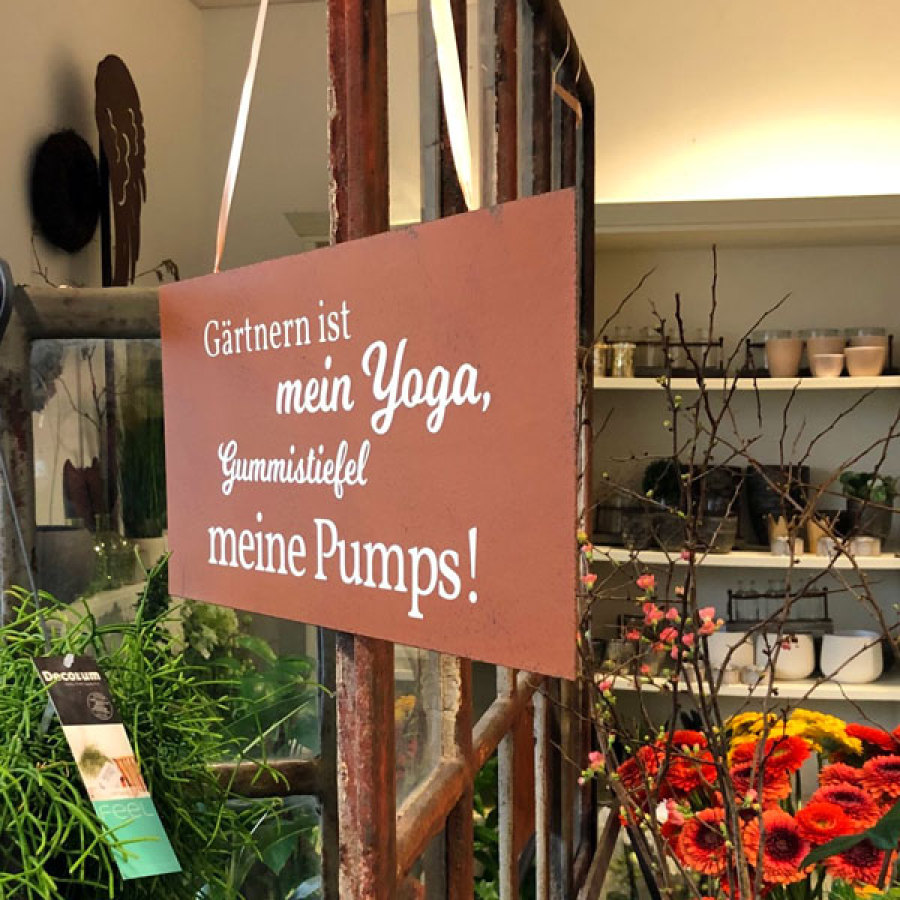 Gärtnern ist
mein Yoga,
Gummistiefel
meine Pumps!
Decorum
FEEL